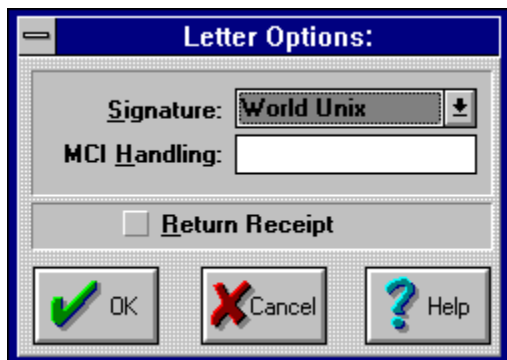 Letter Options:
Signature: World Unix
MCI Handling:
Return Receipt
OK Cancel Help